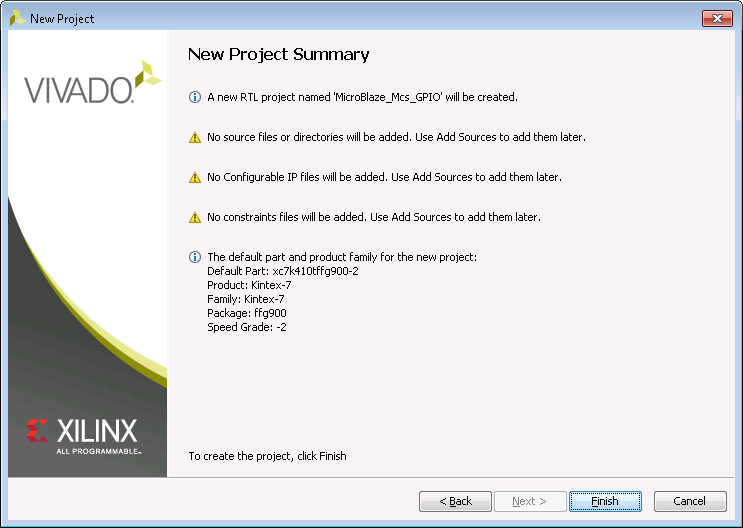 New Project
VIVADO
New Project Summary
A new RTL project named 'MicroBlaze_Mcs_GPIO' will be created.
No source files or directories will be added. Use Add Sources to add them later.
No Configurable IP files will be added. Use Add Sources to add them later.
No constraints files will be added. Use Add Sources to add them later.
The default part and product family for the new project:
Default Part: xc7k410tffg900-2
Product: Kintex-7
Family: Kintex-7
Package: ffg900
Speed Grade: -2
XILINX
ALL PROGRAMMABLE™
To create the project, click Finish
< Back
Next >
Finish
Cancel